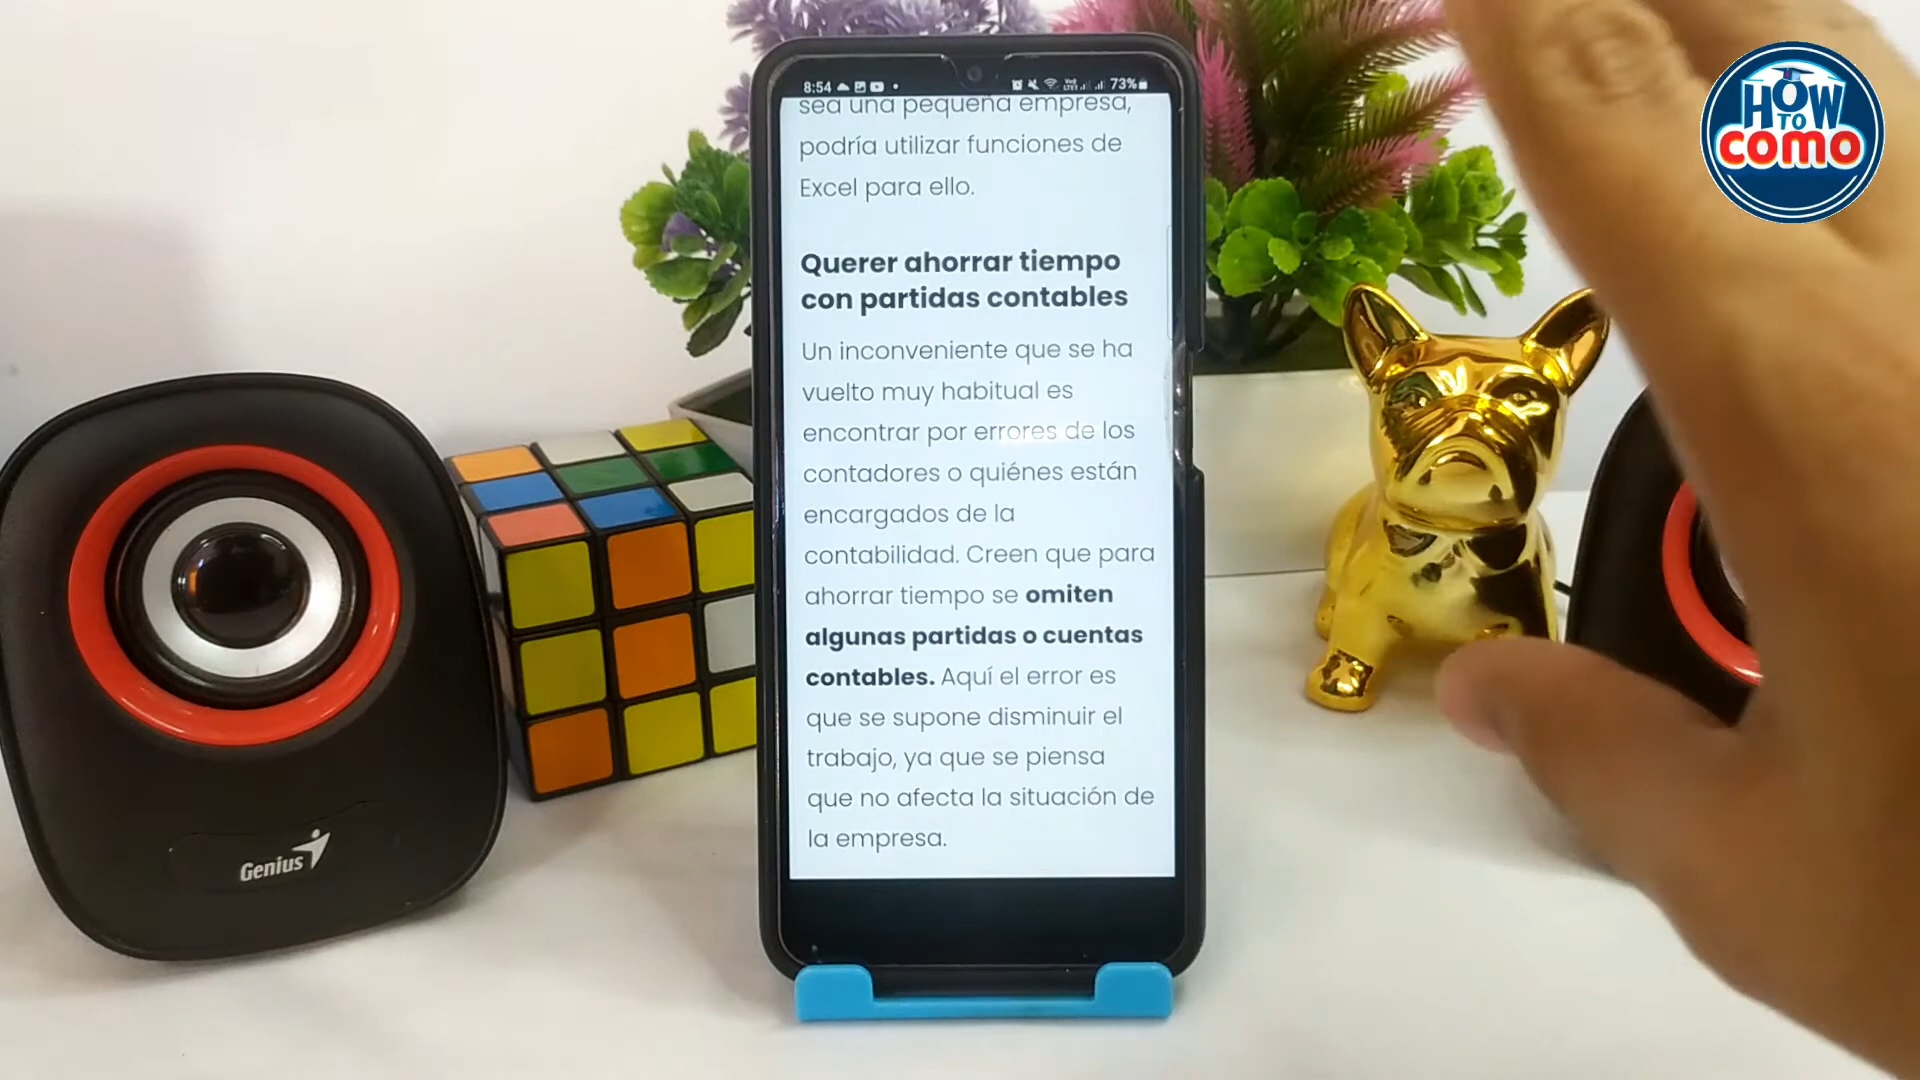 8:54
73%
sea una pequeña empresa,
podría utilizar funciones de
Excel para ello.
Querer ahorrar tiempo
con partidas contables
Un inconveniente que se ha
vuelto muy habitual es
encontrar por errores de los
contadores o quiénes están
encargados de la
contabilidad. Creen que para
ahorrar tiempo se omiten
algunas partidas o cuentas
contables. Aquí el error es
que se supone disminuir el
trabajo, ya que se piensa
que no afecta la situación de
la empresa.
Genius
HOW
TO
como